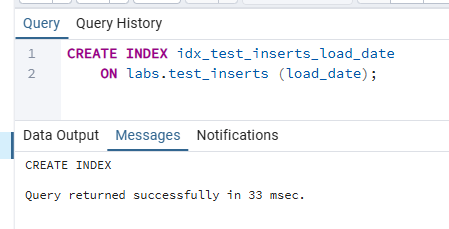 Query Query History
1 CREATE INDEX idx_test_inserts_load_date
2 ON labs.test_inserts (load_date);
Data Output Messages Notifications
CREATE INDEX
Query returned successfully in 33 msec.